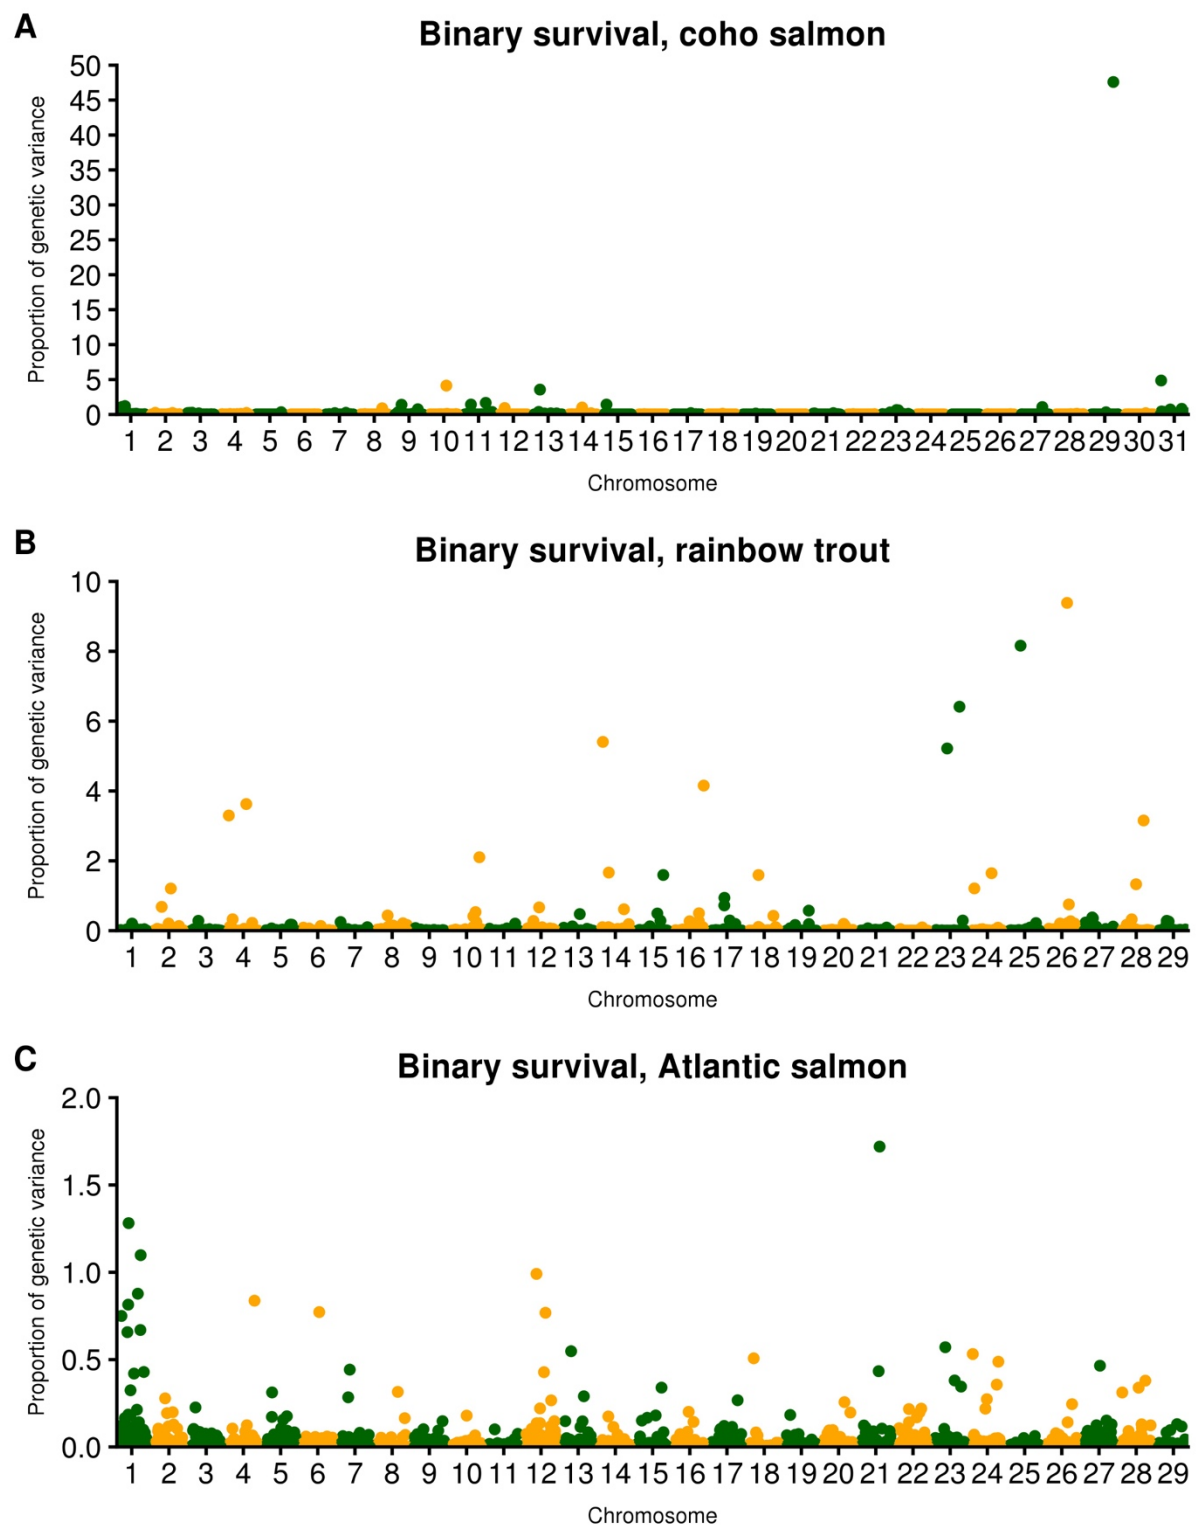 A
Binary survival, coho salmon
Proportion of genetic variance
50
45
40
35
30
25
20
15
10
5
0
1 2 3 4 5 6 7 8 9 10 11 12 13 14 15 16 17 18 19 20 21 22 23 24 25 26 27 28 29 30 31
Chromosome
B
Binary survival, rainbow trout
Proportion of genetic variance
10
8
6
4
2
0
1 2 3 4 5 6 7 8 9 10 11 12 13 14 15 16 17 18 19 20 21 22 23 24 25 26 27 28 29
Chromosome
C
Binary survival, Atlantic salmon
Proportion of genetic variance
2.0
1.5
1.0
0.5
0.0
1 2 3 4 5 6 7 8 9 10 11 12 13 14 15 16 17 18 19 20 21 22 23 24 25 26 27 28 29
Chromosome